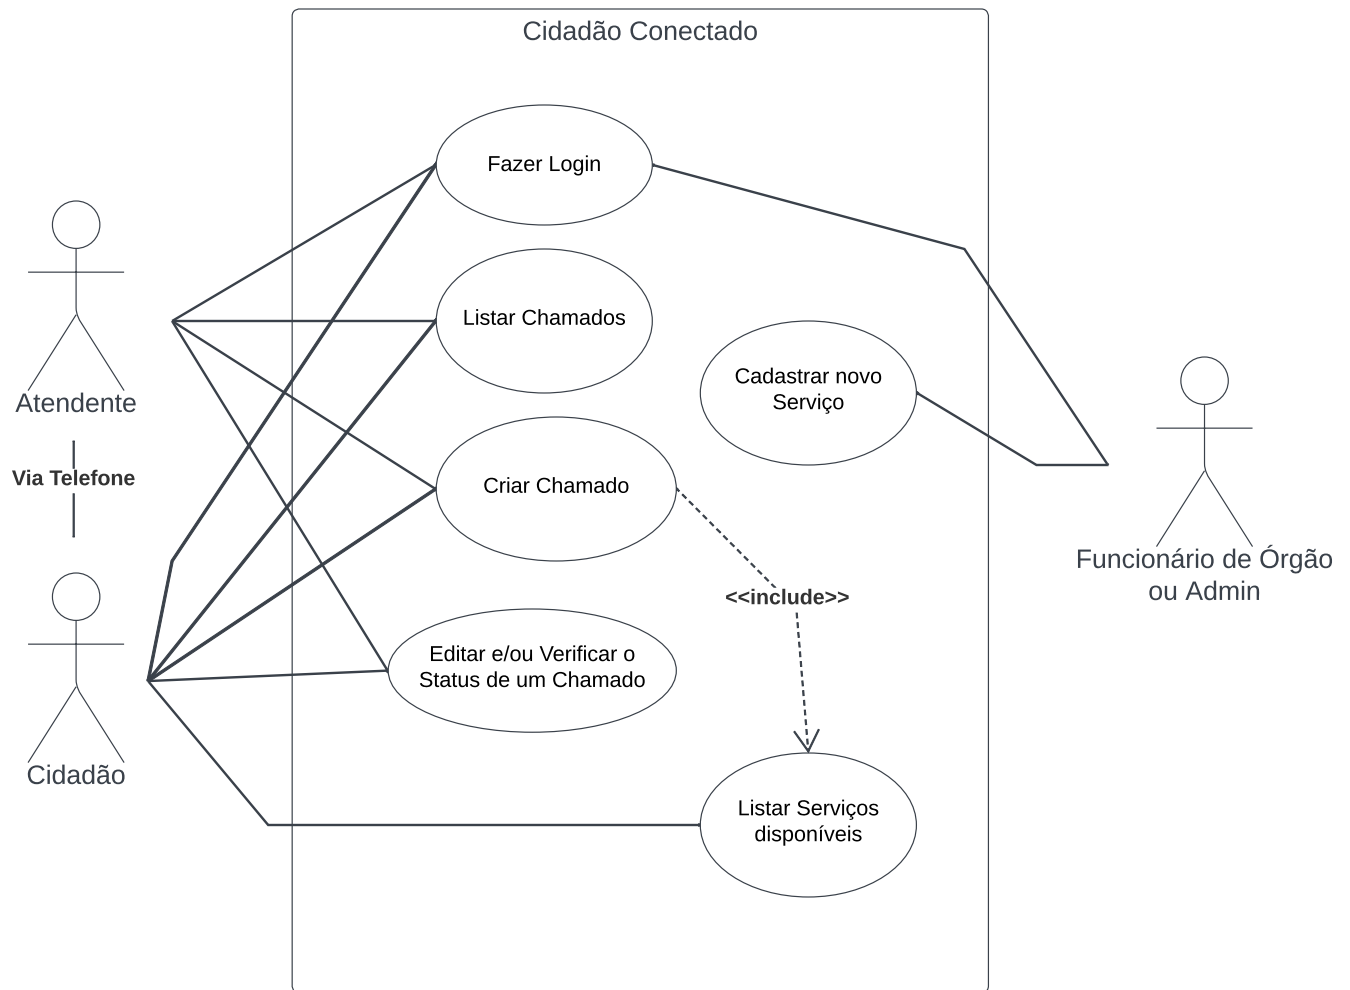 Cidadão Conectado
Fazer Login
Listar Chamados
Cadastrar novo
Serviço
Atendente
Via Telefone
Criar Chamado
Funcionário de Órgão
ou Admin
<<include>>
Editar e/ou Verificar o
Status de um Chamado
Cidadão
Listar Serviços
disponíveis